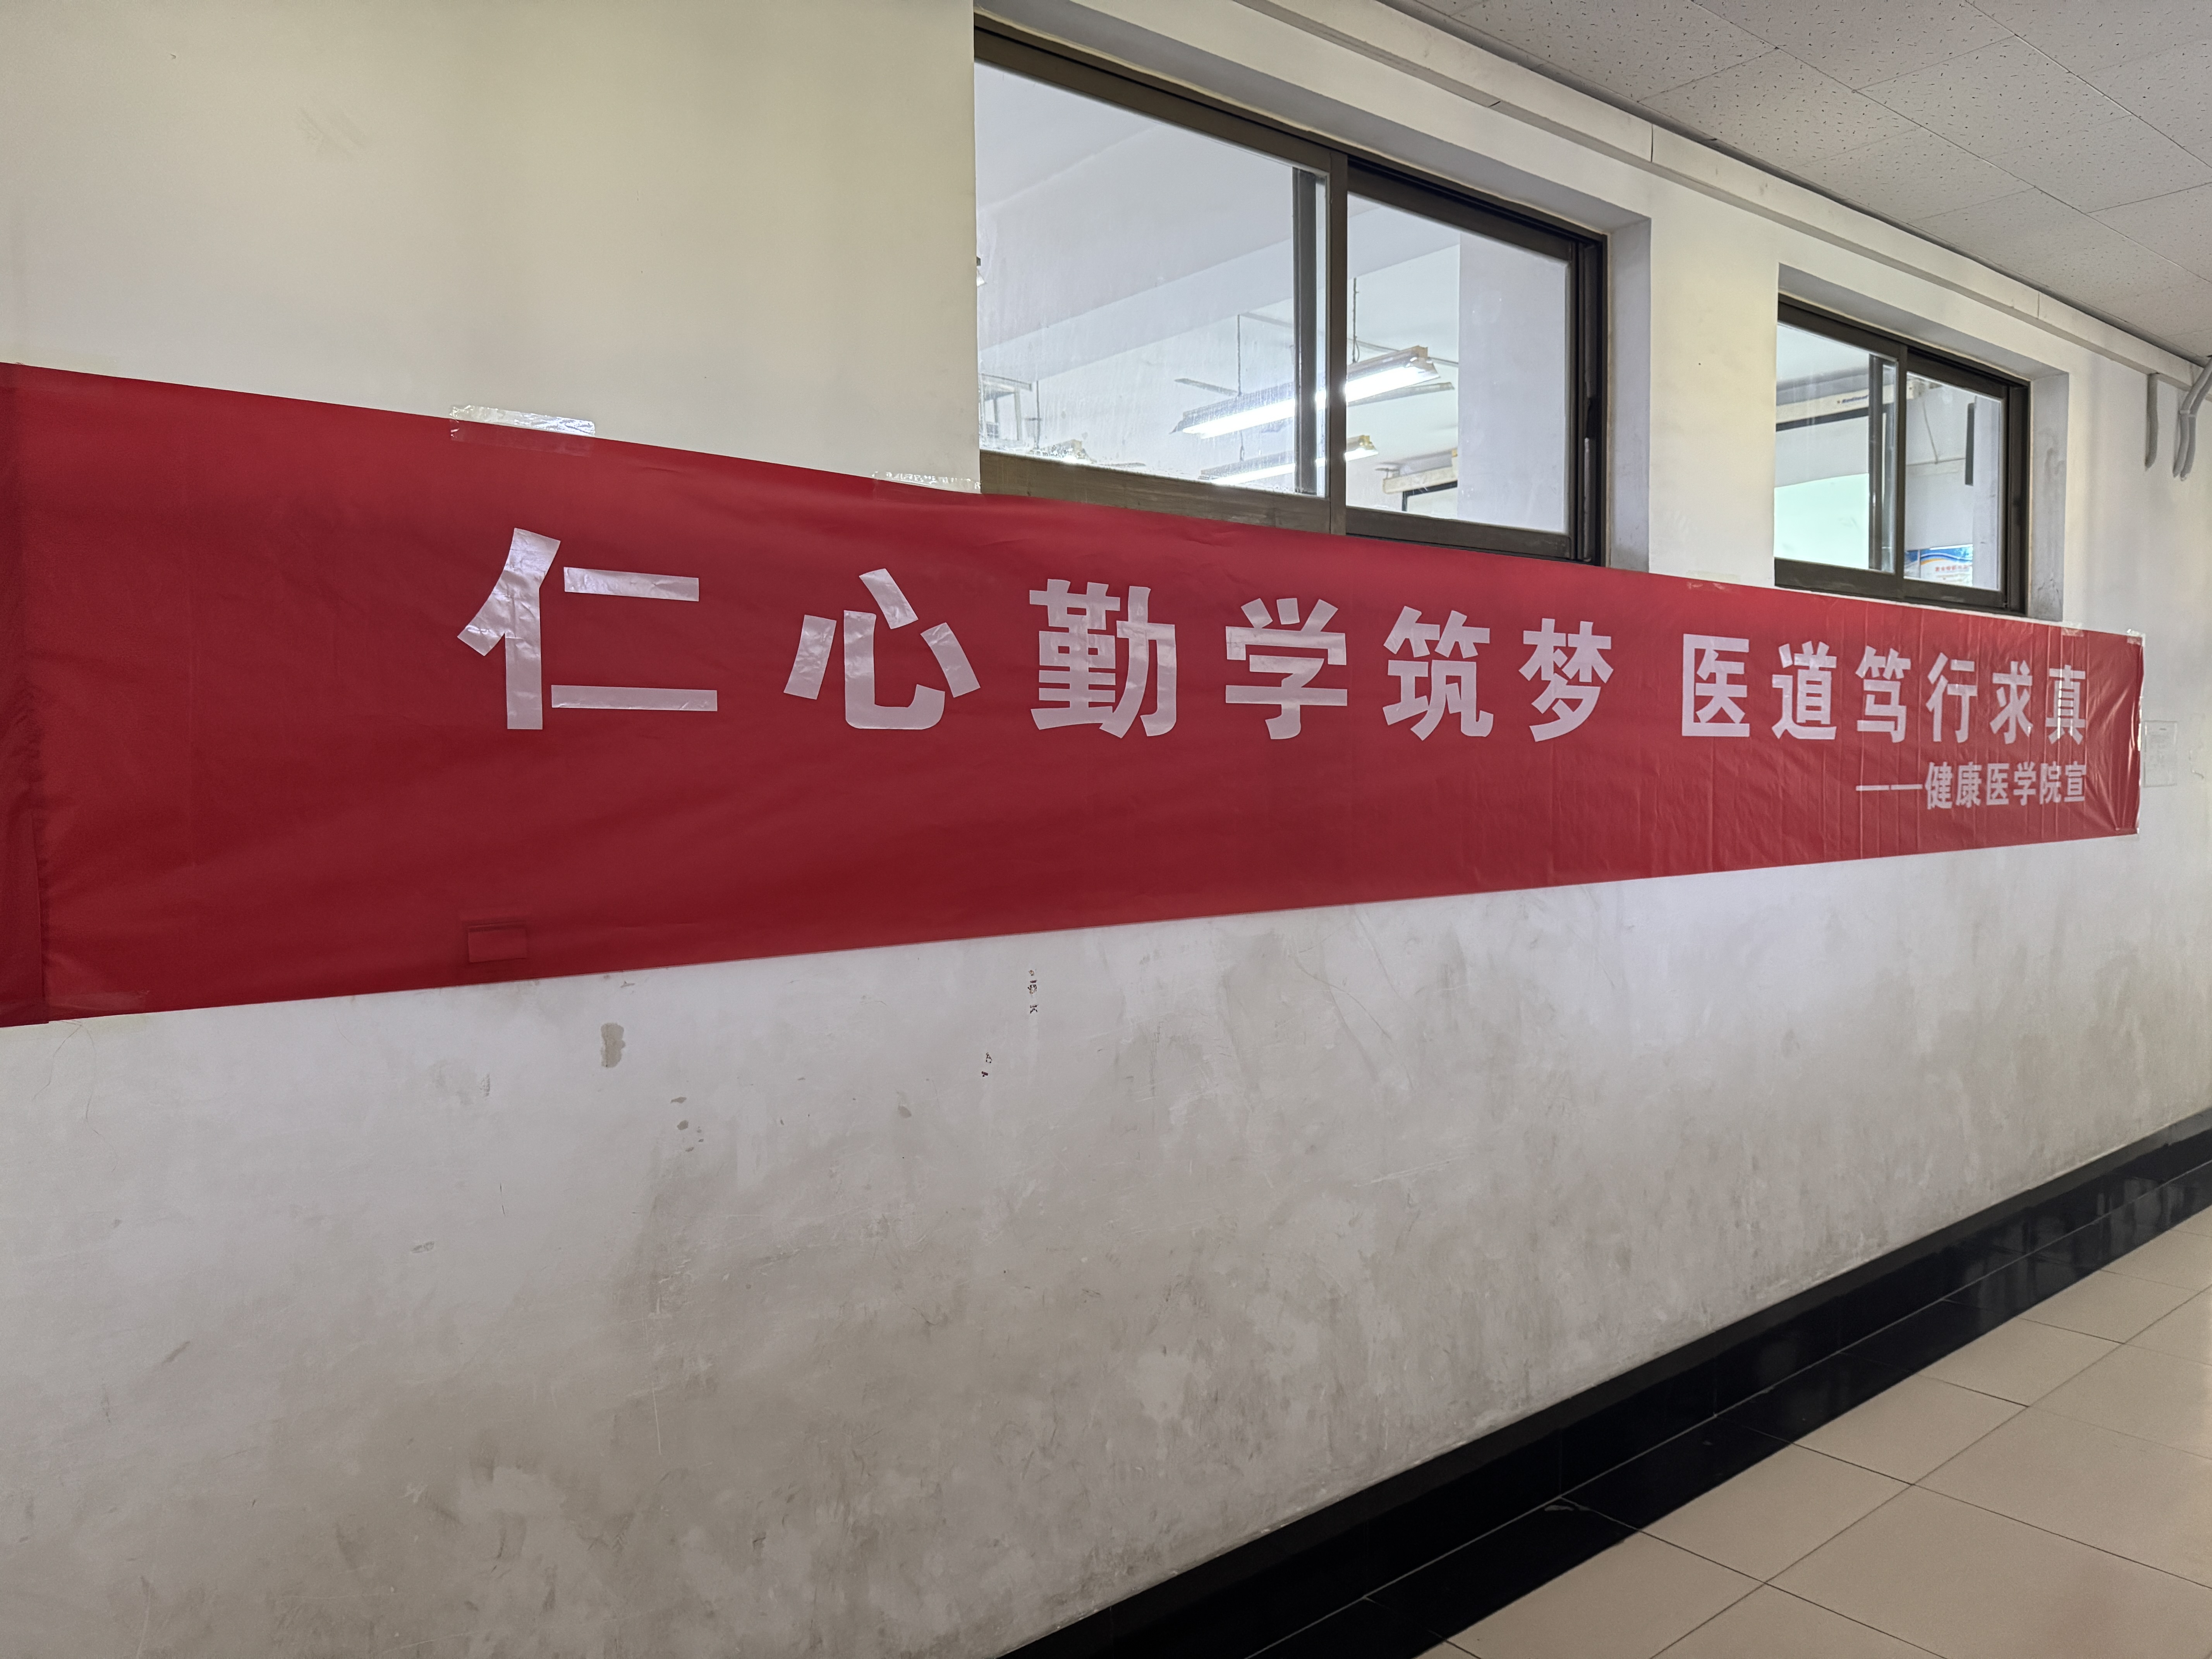 仁心勤学筑梦 医道笃行求真
——健康医学院宣